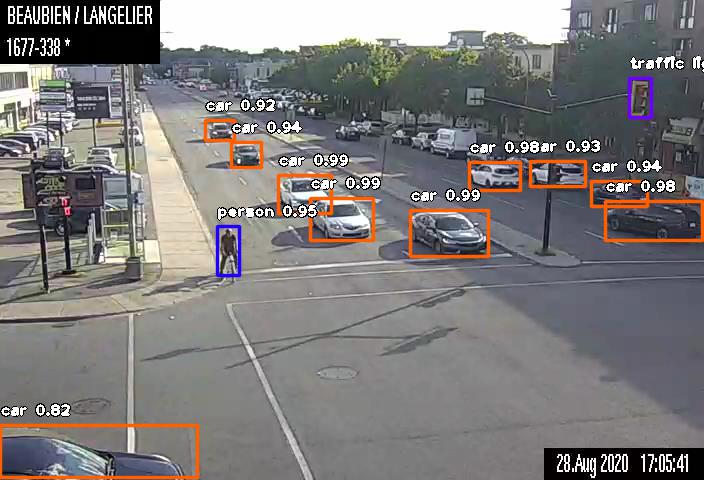 BEAUBIEN / LANGELIER
1677-338 *
traffic lig
car 0.92
car 0.94
car 0.99
car 0.99
car 0.98
ar 0.93
car 0.94
car 0.98
car 0.99
person 0.95
car 0.82
28.Aug 2020 17:05:41